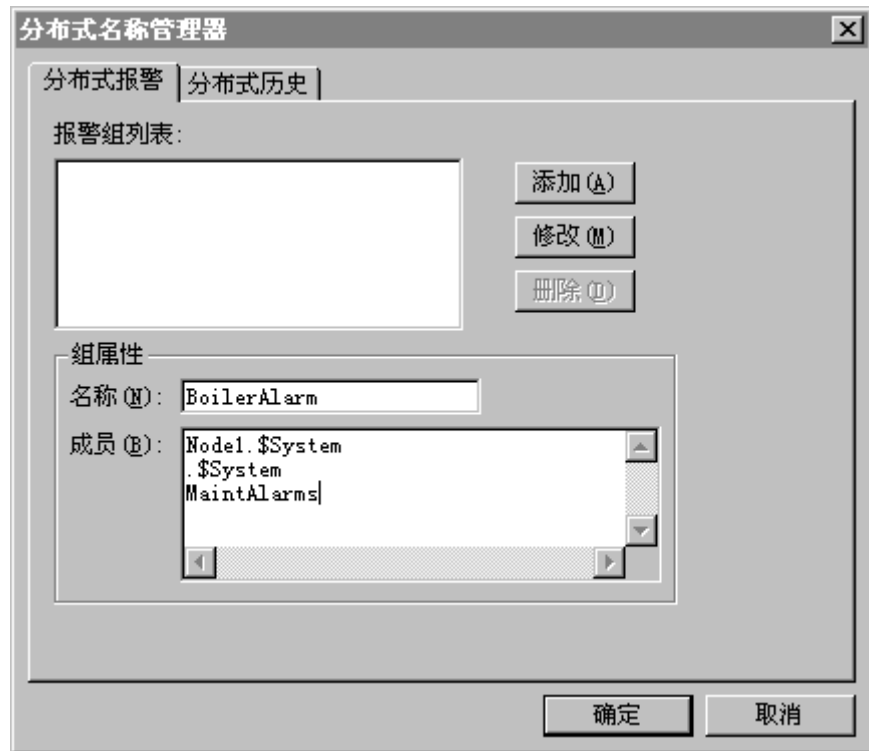 分布式名称管理器
分布式报警 分布式历史
报警组列表:
添加(A)
修改(M)
删除(D)
组属性
名称(N): BoilerAlarm
成员(B): Node1.$System
.$System
MaintAlarms
确定 取消